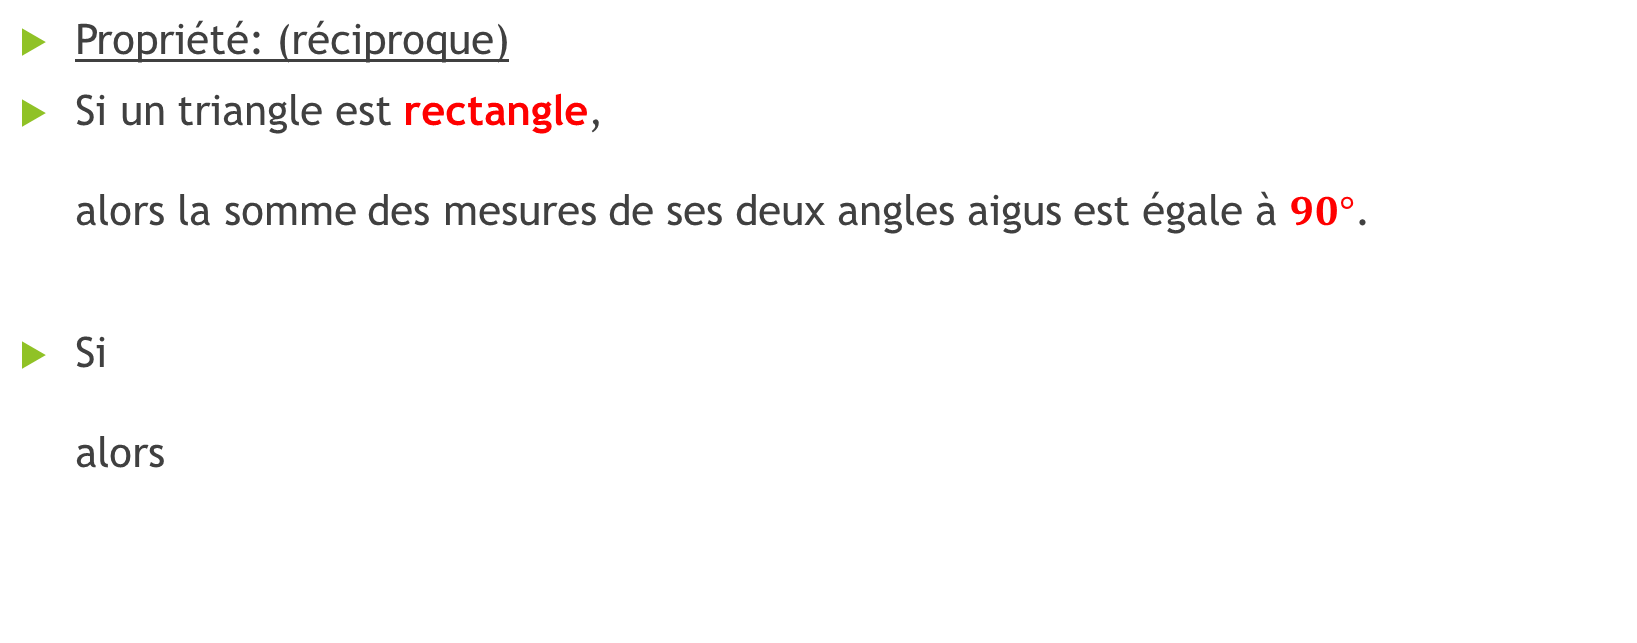 Propriété: (réciproque)
Si un triangle est rectangle,
alors la somme des mesures de ses deux angles aigus est égale à 90°.
Si
alors